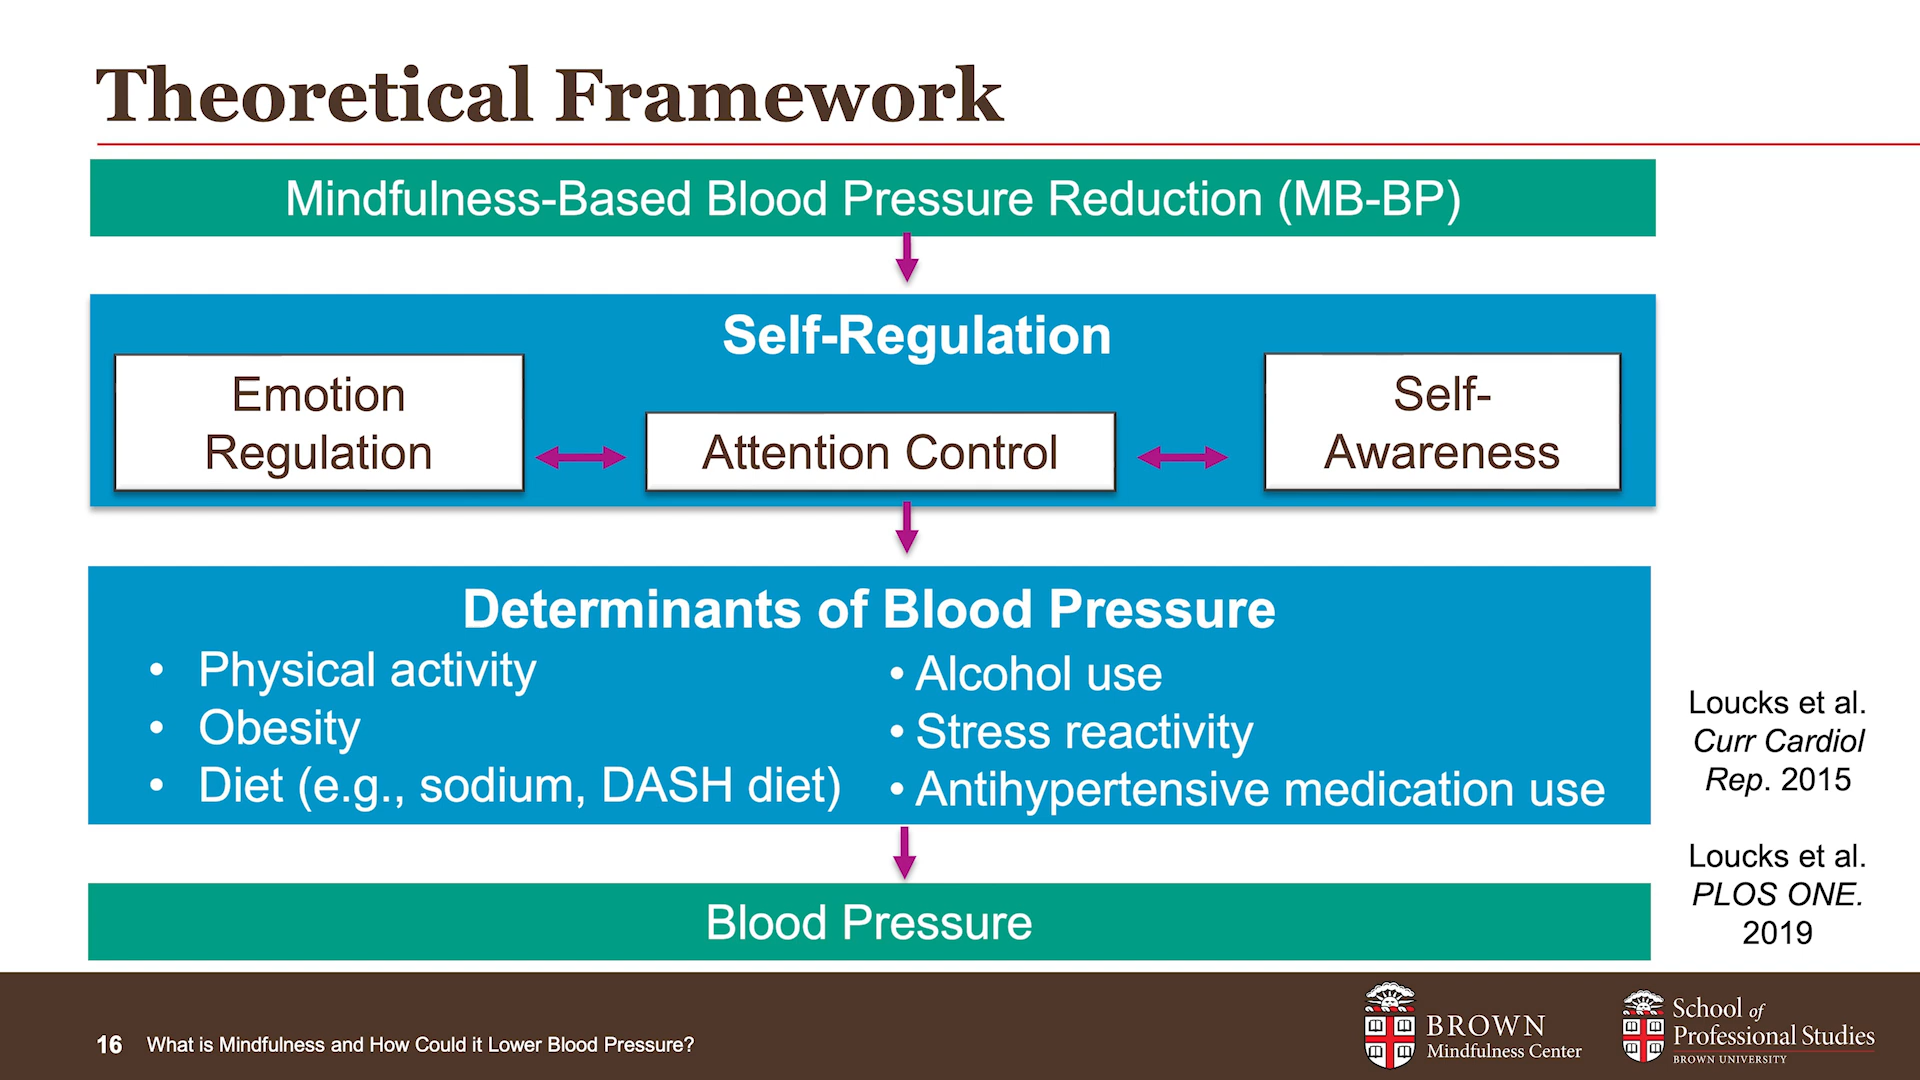 Theoretical Framework
Mindfulness-Based Blood Pressure Reduction (MB-BP)
Self-Regulation
Emotion
Regulation
Attention Control
Self-
Awareness
Determinants of Blood Pressure
• Physical activity
• Obesity
• Diet (e.g., sodium, DASH diet)
• Alcohol use
• Stress reactivity
• Antihypertensive medication use
Blood Pressure
Loucks et al.
Curr Cardiol
Rep. 2015
Loucks et al.
PLOS ONE.
2019
16 What is Mindfulness and How Could it Lower Blood Pressure?
BROWN
Mindfulness Center
School of
Professional Studies
BROWN UNIVERSITY